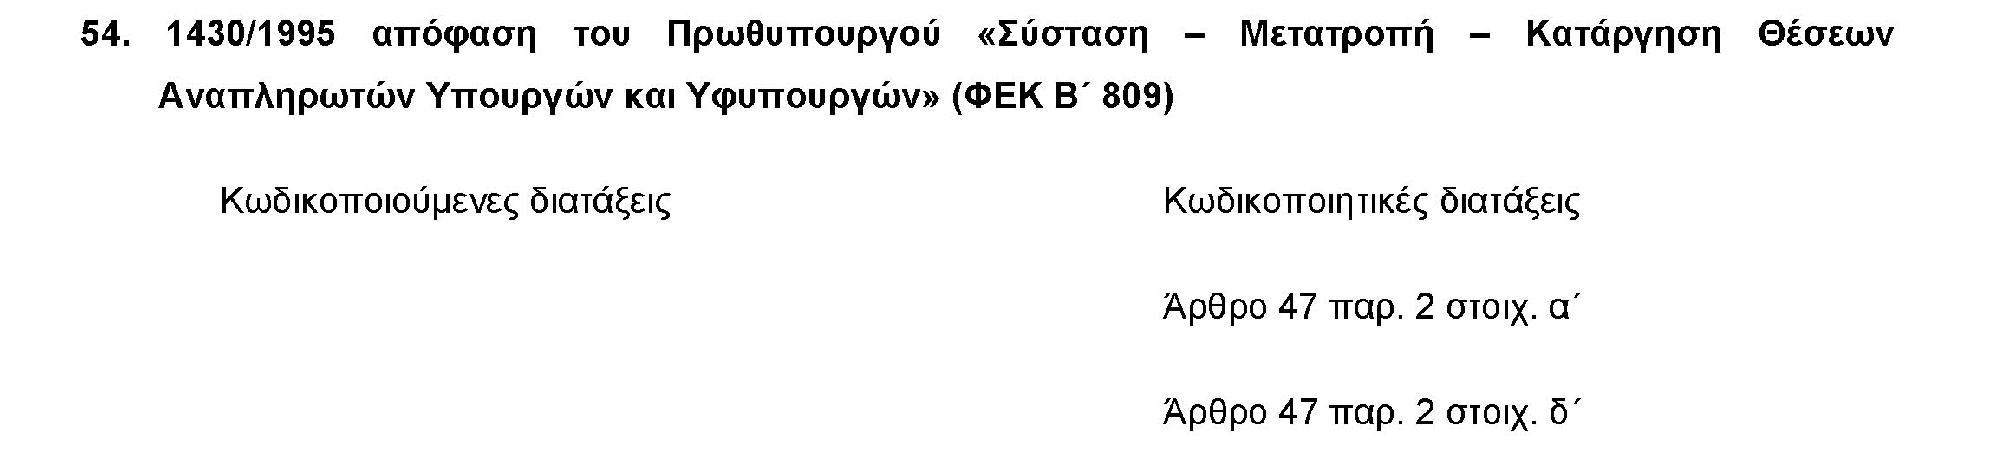 54. 1430/1995 απόφαση του Πρωθυπουργού «Σύσταση – Μετατροπή – Κατάργηση Θέσεων
Αναπληρωτών Υπουργών και Υφυπουργών» (ΦΕΚ Β΄ 809)
Κωδικοποιούμενες διατάξεις Κωδικοποιητικές διατάξεις
Άρθρο 47 παρ. 2 στοιχ. α΄
Άρθρο 47 παρ. 2 στοιχ. δ΄